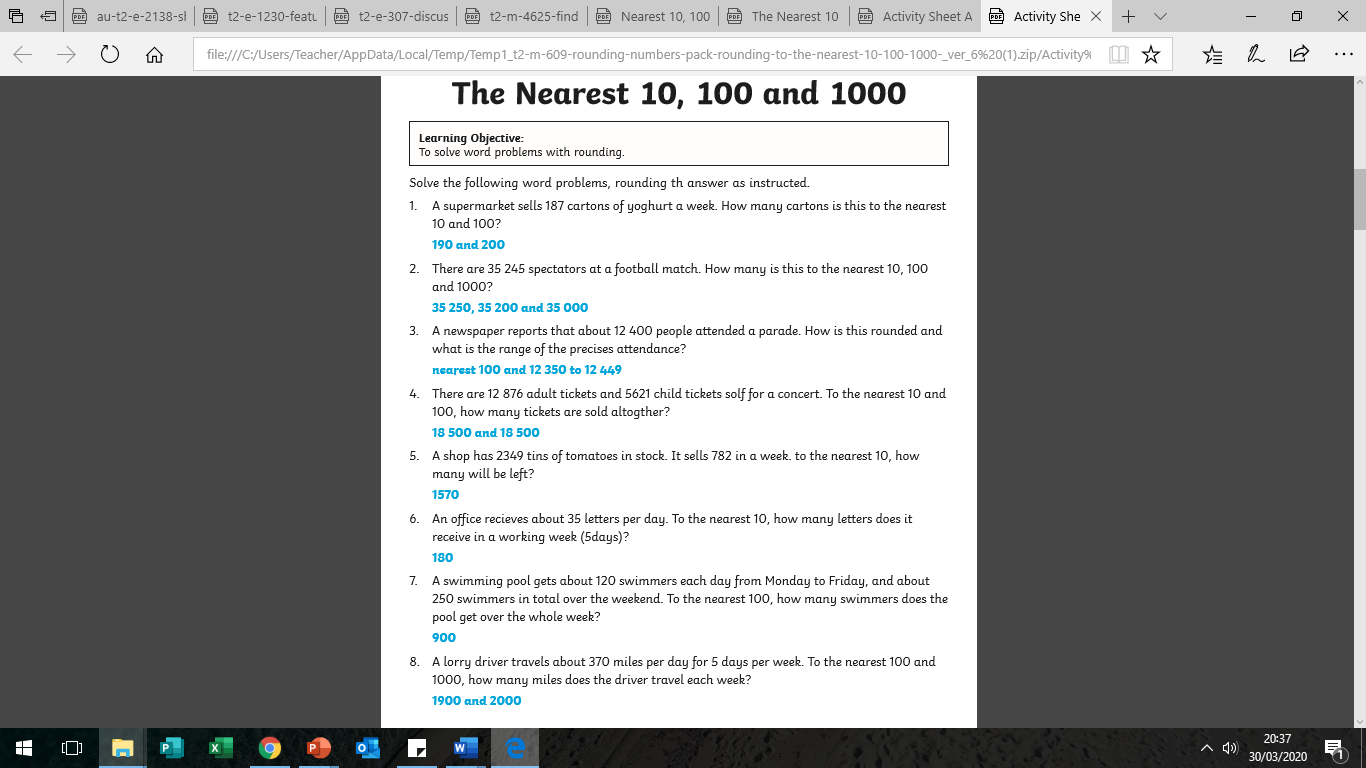 au-t2-e-2138-sl
t2-e-1230-featu
t2-e-307-discus
t2-m-4625-find
Nearest 10, 100
The Nearest 10
Activity Sheet A
Activity She
file:///C:/Users/Teacher/AppData/Local/Temp/Temp1_t2-m-609-rounding-numbers-pack-rounding-to-the-nearest-10-100-1000-_ver_6%20(1).zip/Activity%
The Nearest 10, 100 and 1000
Learning Objective:
To solve word problems with rounding.
Solve the following word problems, rounding th answer as instructed.
1. A supermarket sells 187 cartons of yoghurt a week. How many cartons is this to the nearest
10 and 100?
190 and 200
2. There are 35 245 spectators at a football match. How many is this to the nearest 10, 100
and 1000?
35 250, 35 200 and 35 000
3. A newspaper reports that about 12 400 people attended a parade. How is this rounded and
what is the range of the precises attendance?
nearest 100 and 12 350 to 12 449
4. There are 12 876 adult tickets and 5621 child tickets solf for a concert. To the nearest 10 and
100, how many tickets are sold altogther?
18 500 and 18 500
5. A shop has 2349 tins of tomatoes in stock. It sells 782 in a week. to the nearest 10, how
many will be left?
1570
6. An office recieves about 35 letters per day. To the nearest 10, how many letters does it
receive in a working week (5days)?
180
7. A swimming pool gets about 120 swimmers each day from Monday to Friday, and about
250 swimmers in total over the weekend. To the nearest 100, how many swimmers does the
pool get over the whole week?
900
8. A lorry driver travels about 370 miles per day for 5 days per week. To the nearest 100 and
1000, how many miles does the driver travel each week?
1900 and 2000
20:37
30/03/2020
1